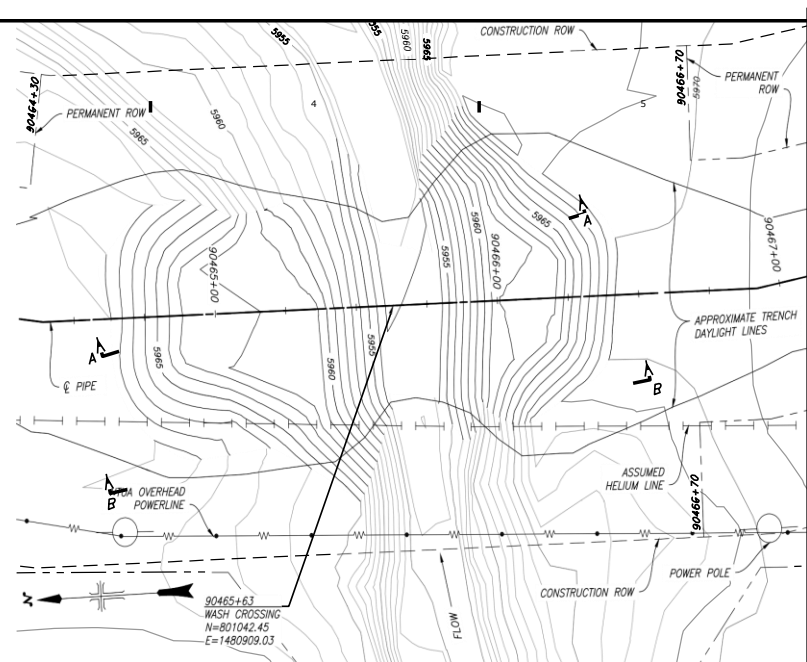 CONSTRUCTION ROW
5955
5955
5960
5965
90464+30
PERMANENT ROW
5965
5960
4
5
90466+70
5970
PERMANENT
ROW
A
5965
5960
90465+00
5955
90466+00
90467+00
APPROXIMATE TRENCH
DAYLIGHT LINES
A
5965
5960
5955
℄ PIPE
B
B
OVERHEAD
POWERLINE
ASSUMED
HELIUM LINE
90466+70
N
90465+63
WASH CROSSING
N=801042.45
E=1480909.03
FLOW
CONSTRUCTION ROW
POWER POLE